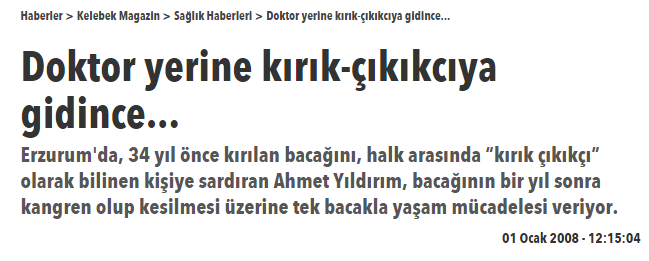 Haberler > Kelebek Magazin > Sağlık Haberleri > Doktor yerine kırık-çıkıkcıya gidince...
Doktor yerine kırık-çıkıkcıya
gidince...
Erzurum'da, 34 yıl önce kırılan bacağını, halk arasında “kırık çıkıkçı”
olarak bilinen kişiye sardıran Ahmet Yıldırım, bacağının bir yıl sonra
kangren olup kesilmesi üzerine tek bacakla yaşam mücadelesi veriyor.
01 Ocak 2008 - 12:15:04